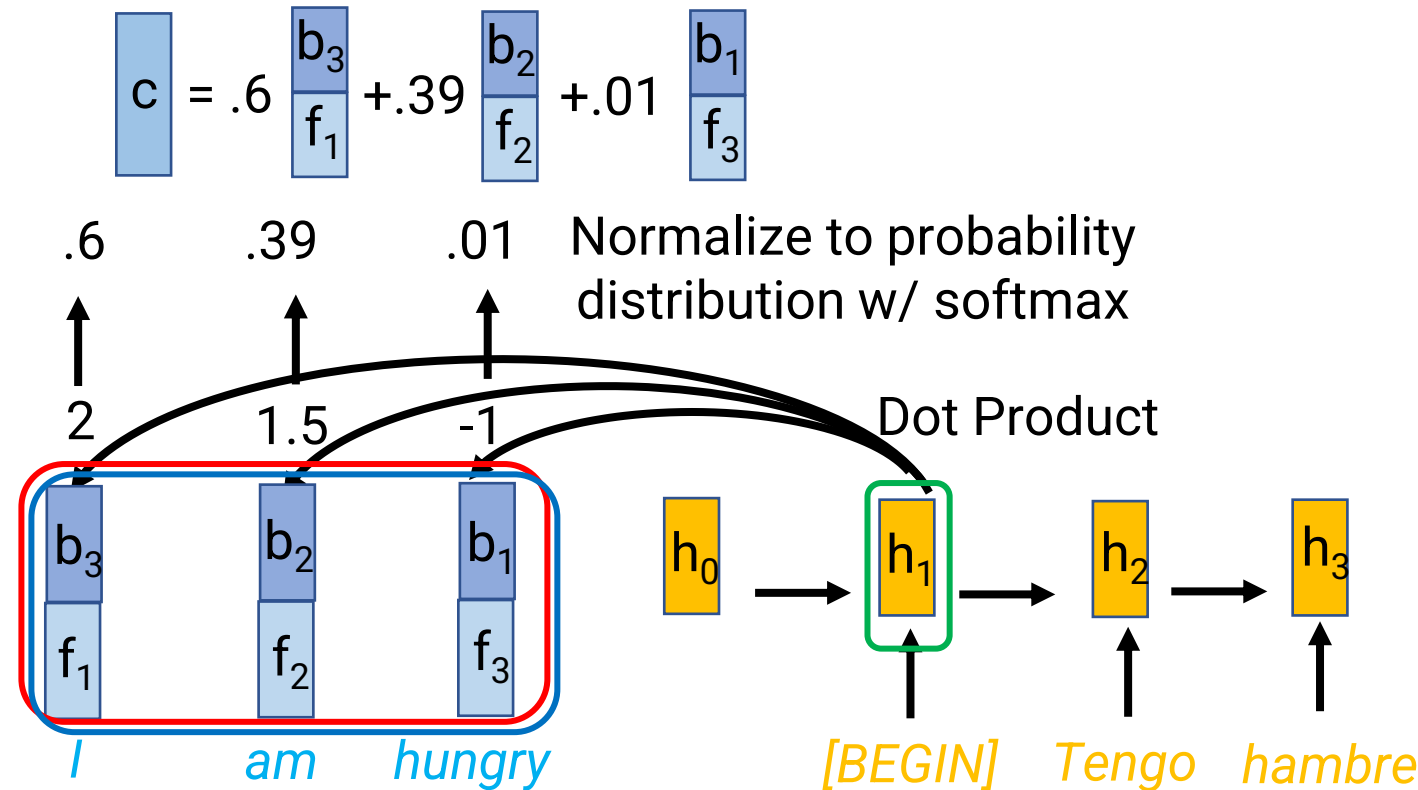 c = .6 b₃ f₁ +.39 b₂ f₂ +.01 b₁ f₃
.6 .39 .01 Normalize to probability
distribution w/ softmax
2 1.5 -1 Dot Product
b₃ b₂ b₁ h₀ h₁ h₂ h₃
f₁ f₂ f₃
I am hungry [BEGIN] Tengo hambre